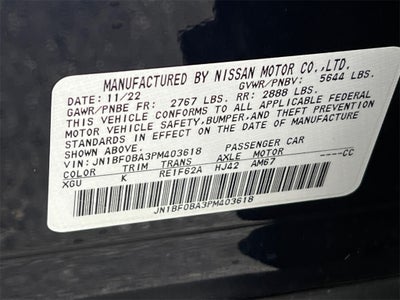 MANUFACTURED BY NISSAN MOTOR CO.,LTD.
DATE: 11/22 GVWR/PNBV: 5644 LBS.
GAWR/PNBE FR: 2767 LBS. RR: 2888 LBS.
THIS VEHICLE CONFORMS TO ALL APPLICABLE FEDERAL
MOTOR VEHICLE SAFETY, BUMPER, AND THEFT PREVENTION
STANDARDS IN EFFECT ON THE DATE OF MANUFACTURE
SHOWN ABOVE.
VIN: JN1BF0BA3PM403618 PASSENGER CAR
COLOR TRIM TRANS AXLE MOTOR ----CC
XGU K RE1F62A HJ42 AM67
JN1BF0BA3PM403618